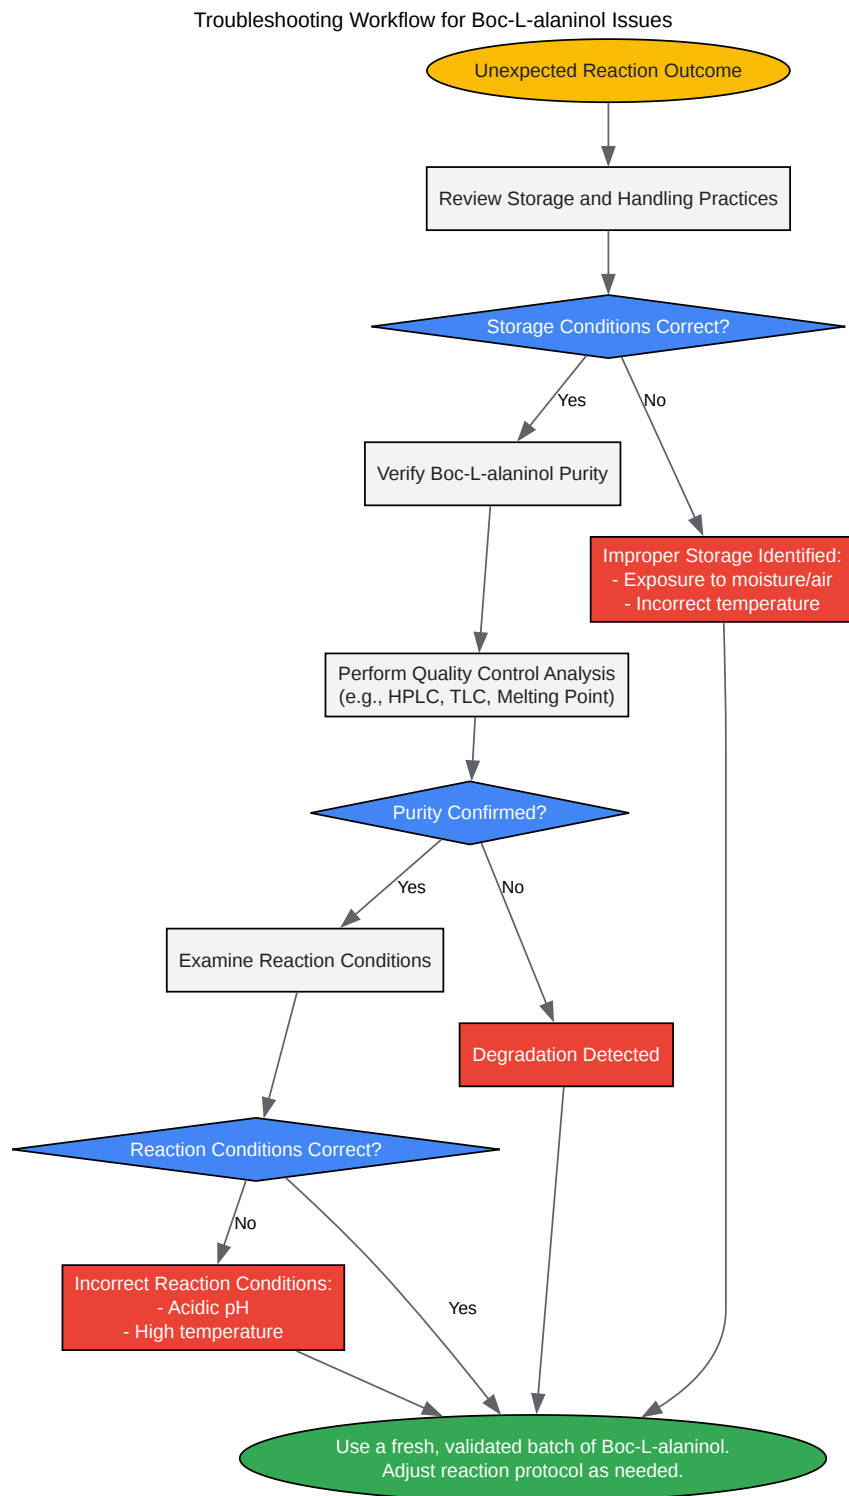 Troubleshooting Workflow for Boc-L-alaninol Issues
Unexpected Reaction Outcome
Review Storage and Handling Practices
Storage Conditions Correct?
Yes
No
Verify Boc-L-alaninol Purity
Improper Storage Identified:
- Exposure to moisture/air
- Incorrect temperature
Perform Quality Control Analysis
(e.g., HPLC, TLC, Melting Point)
Purity Confirmed?
Yes
No
Examine Reaction Conditions
Degradation Detected
Reaction Conditions Correct?
No
Yes
Incorrect Reaction Conditions:
- Acidic pH
- High temperature
Use a fresh, validated batch of Boc-L-alaninol.
Adjust reaction protocol as needed.